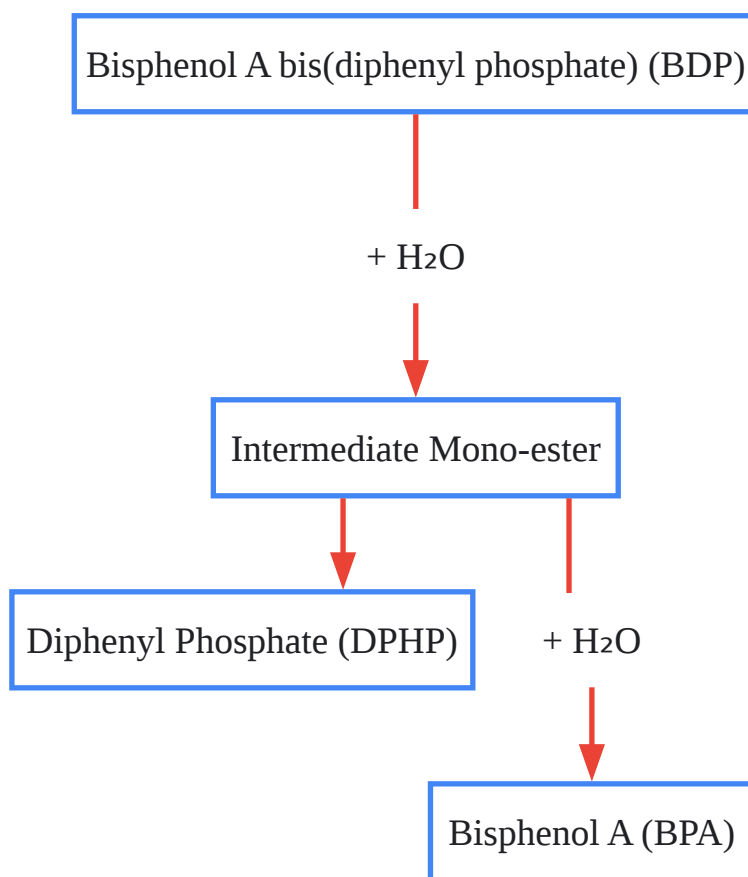 Bisphenol A bis(diphenyl phosphate) (BDP)
+ H₂O
Intermediate Mono-ester
Diphenyl Phosphate (DPHP)
+ H₂O
Bisphenol A (BPA)